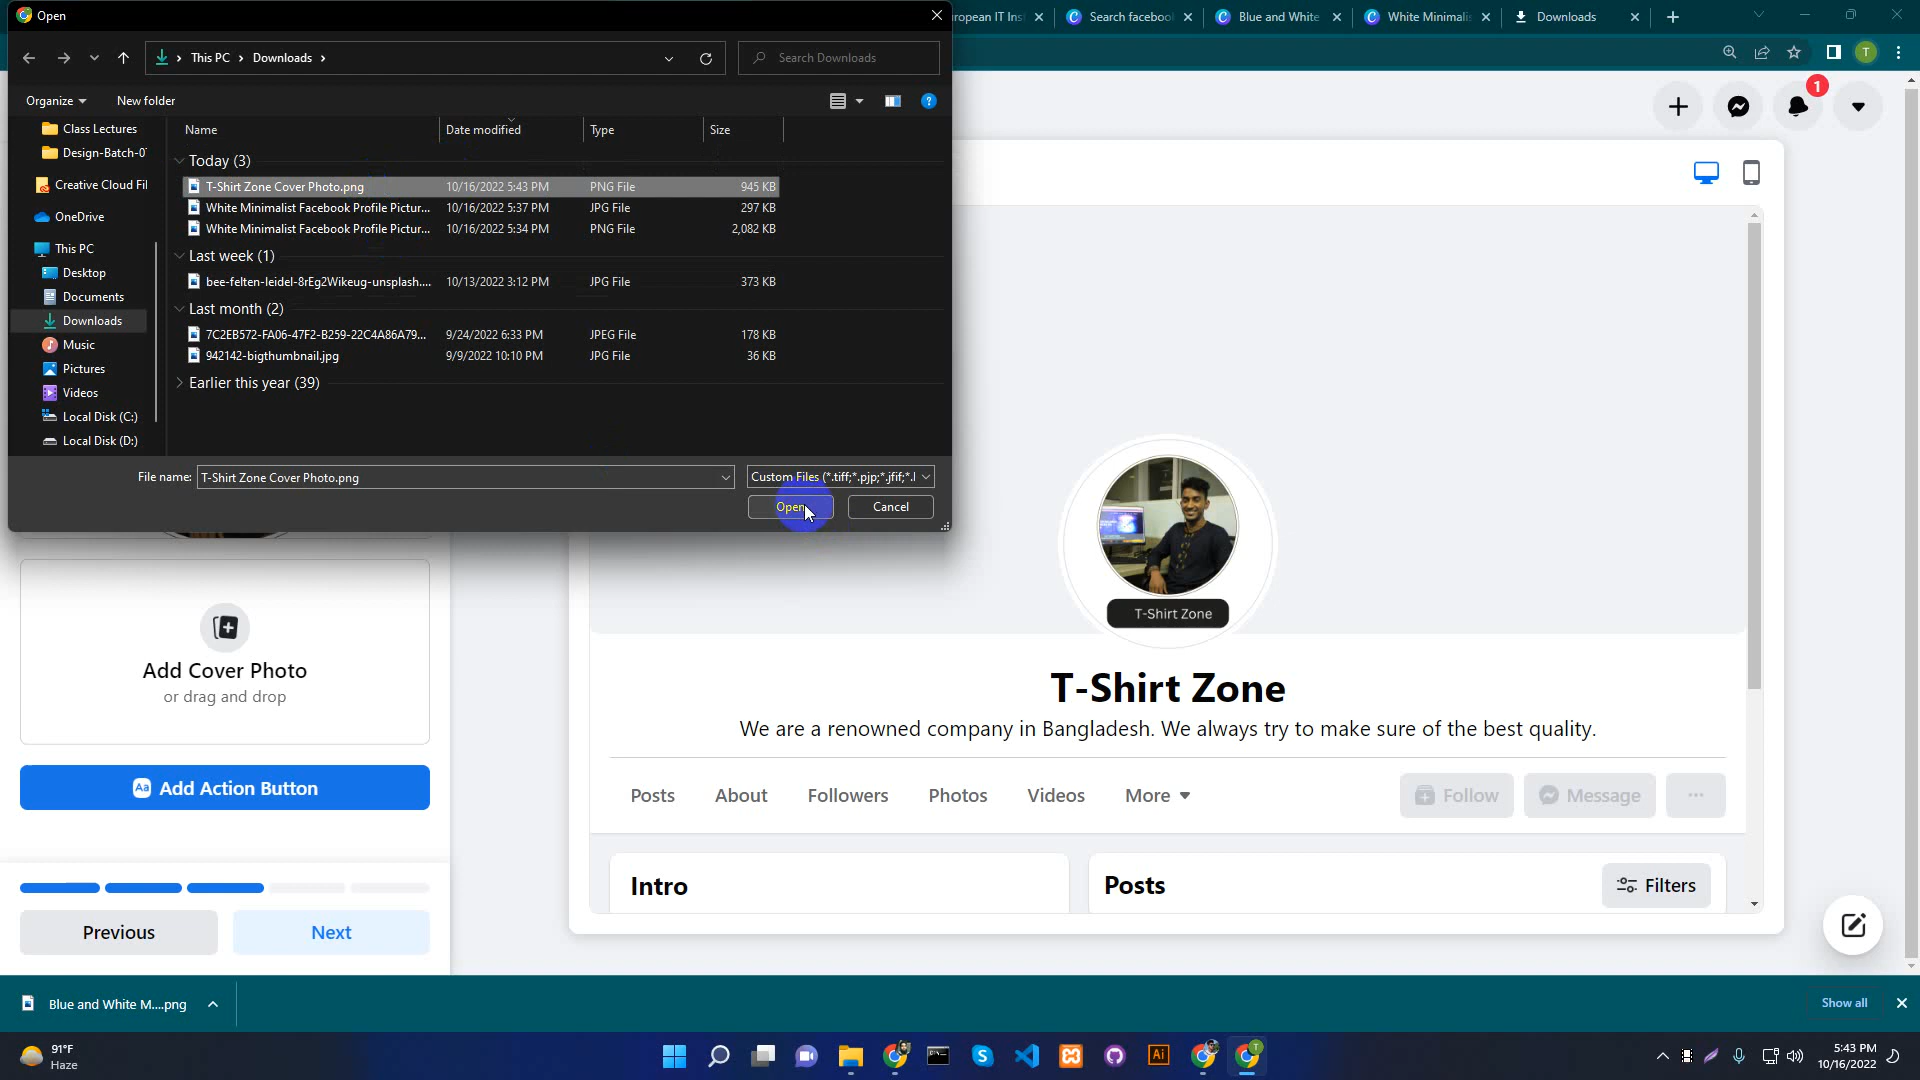 Open
ropean IT Ins
Search faceboo
Blue and White
White Minimalis
Downloads
This PC
Downloads
Search Downloads
Organize
New folder
1
Class Lectures
Design-Batch-0
Creative Cloud Fil
OneDrive
This PC
Desktop
Documents
Downloads
Music
Pictures
Videos
Local Disk (C:)
Local Disk (D:)
Name Date modified Type Size
Today (3)
T-Shirt Zone Cover Photo.png 10/16/2022 5:43 PM PNG File 945 KB
White Minimalist Facebook Profile Pictur... 10/16/2022 5:37 PM JPG File 297 KB
White Minimalist Facebook Profile Pictur... 10/16/2022 5:34 PM PNG File 2,082 KB
Last week (1)
bee-felten-leidel-8rEg2Wikeug-unsplash.... 10/13/2022 3:12 PM JPG File 373 KB
Last month (2)
7C2EB572-FA06-47F2-B259-22C4A86A79... 9/24/2022 6:33 PM JPEG File 178 KB
942142-bigthumbnail.jpg 9/9/2022 10:10 PM JPG File 36 KB
Earlier this year (39)
File name: T-Shirt Zone Cover Photo.png Custom Files (*.tiff;*.pjp;*.jfif;*.
Open Cancel
Add Cover Photo
or drag and drop
Aa Add Action Button
Previous Next
T-Shirt Zone
T-Shirt Zone
We are a renowned company in Bangladesh. We always try to make sure of the best quality.
Posts About Followers Photos Videos More Follow Message ...
Intro
Posts Filters
Blue and White M....png
Show all
91°F
Haze
Ai
5:43 PM
10/16/2022